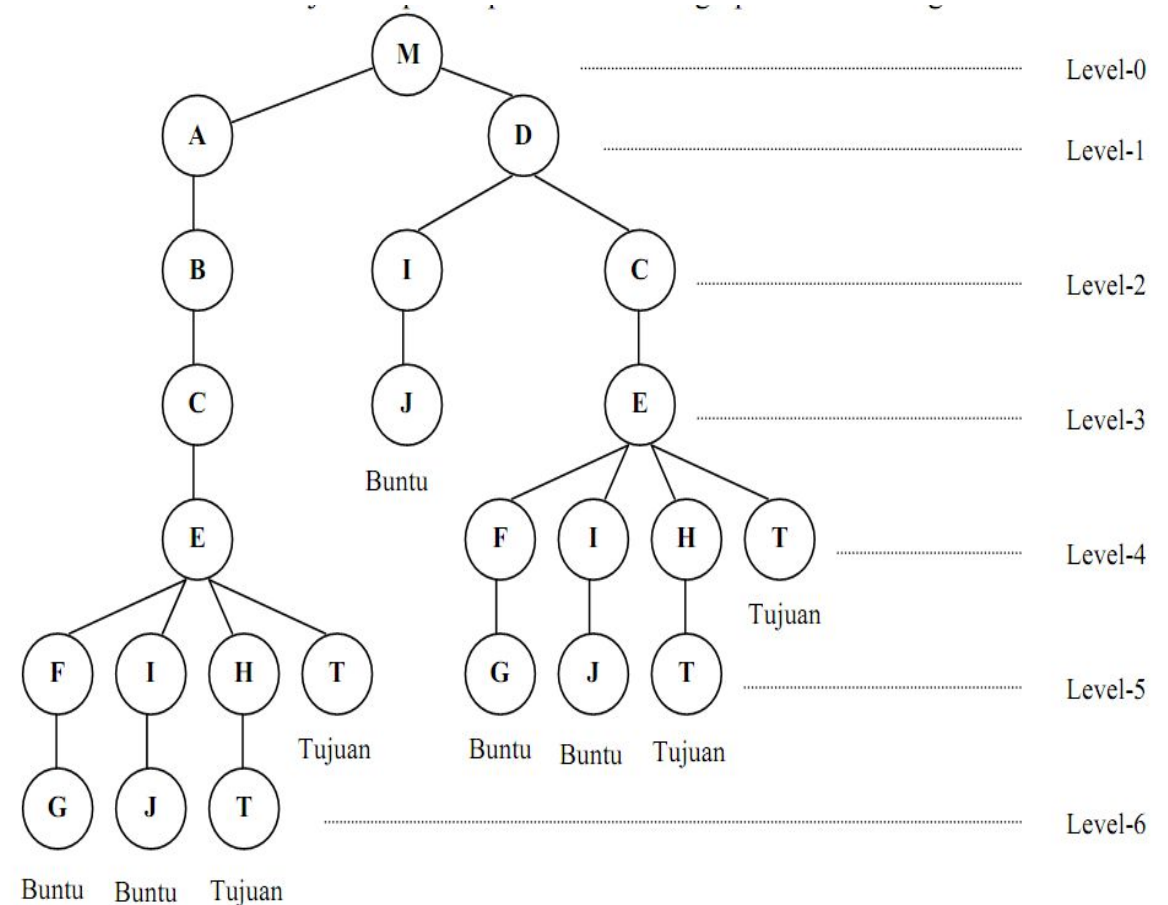 M
Level-0
A D
Level-1
B I C
Level-2
C J E
Level-3
Buntu
E F I H T
Level-4
Tujuan
F I H T G J T
Level-5
Tujuan Buntu Buntu Tujuan
G J T
Level-6
Buntu Buntu Tujuan